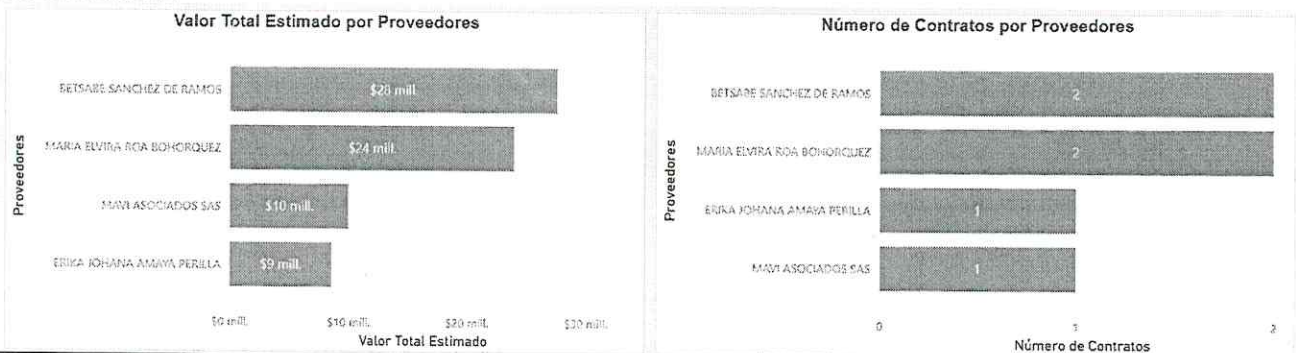 Valor Total Estimado por Proveedores
Proveedores
BETSABE SANCHEZ DE RAMOS
$28 mill.
MARIA ELVIRA ROA BOHORQUEZ
$24 mill.
MAVI ASOCIADOS SAS
$10 mill.
ERIKA JOHANA AMAYA PERILLA
$9 mill.
$0 mill. $10 mill. $20 mill. $30 mill.
Valor Total Estimado
Número de Contratos por Proveedores
Proveedores
BETSABE SANCHEZ DE RAMOS
2
MARIA ELVIRA ROA BOHORQUEZ
2
ERIKA JOHANA AMAYA PERILLA
1
MAVI ASOCIADOS SAS
1
0 1 2
Número de Contratos